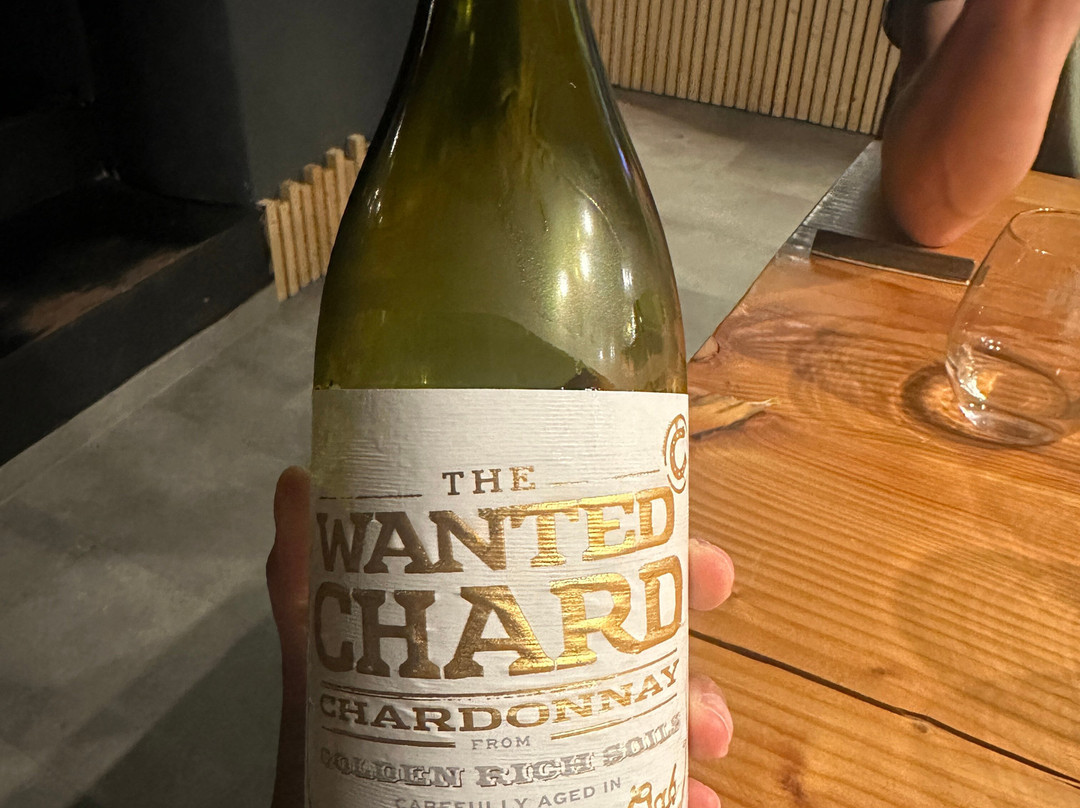 ©
THE
WANTED
CHARD
CHARDONNAY
FROM
GOLDEN RICH SOILS
CAREFULLY AGED IN